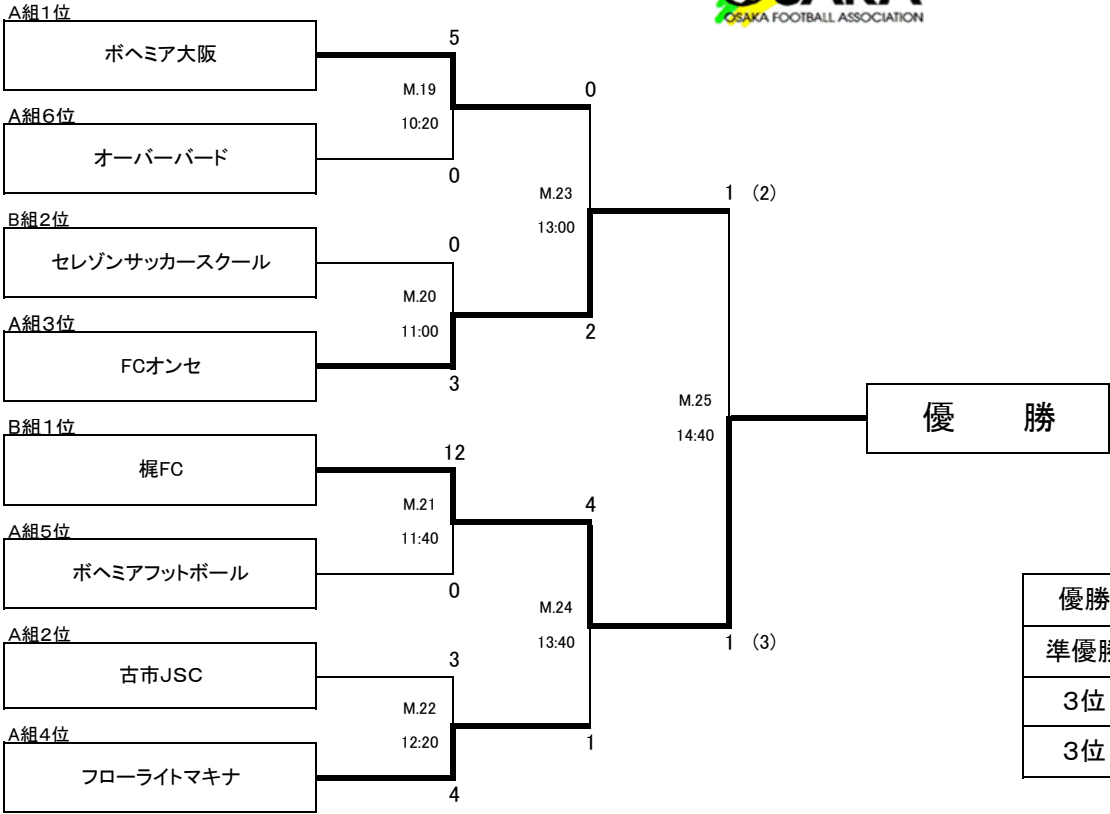 OSAKA FOOTBALL ASSOCIATION
A組1位
ボヘミア大阪
5
M.19
10:20
0
A組6位
オーバーバード
0
M.23
13:00
1 (2)
B組2位
セレゾンサッカースクール
0
M.20
11:00
2
A組3位
FCオンセ
3
M.25
14:40
優 勝
B組1位
梶FC
12
M.21
11:40
4
A組5位
ボヘミアフットボール
0
M.24
13:40
1 (3)
A組2位
古市JSC
3
M.22
12:20
1
A組4位
フローライトマキナ
4
優勝
準優勝
3位
3位